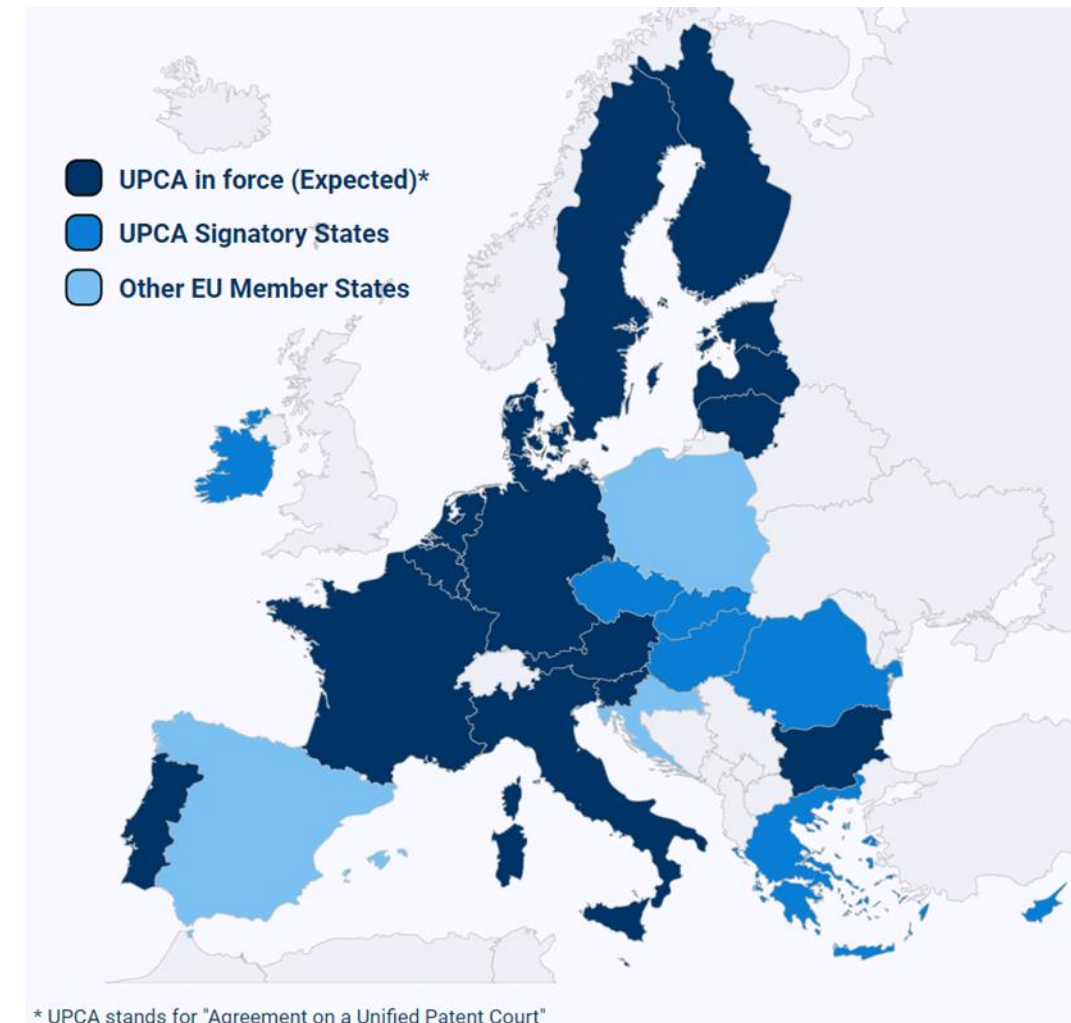 UPCA in force (Expected)*
UPCA Signatory States
Other EU Member States
* UPCA stands for "Agreement on a Unified Patent Court"